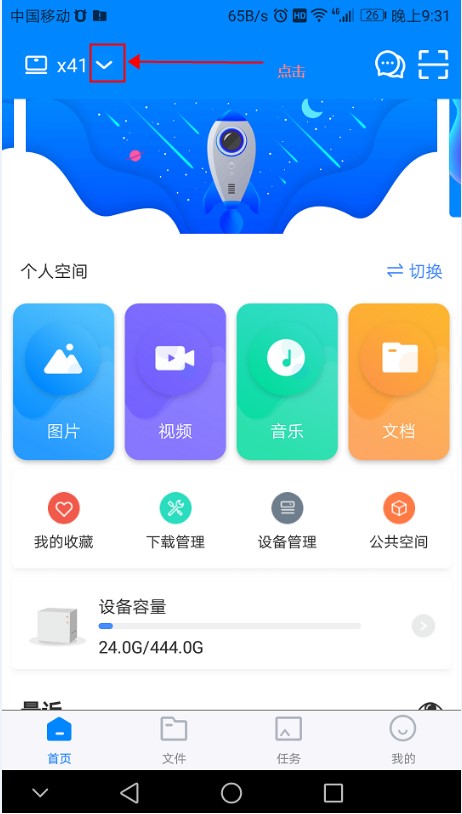 中国移动 65B/s HD 4G 26 晚上9:31
x41
点击
个人空间 切换
图片 视频 音乐 文档
我的收藏 下载管理 设备管理 公共空间
设备容量
24.0G/444.0G
最近
首页 文件 任务 我的